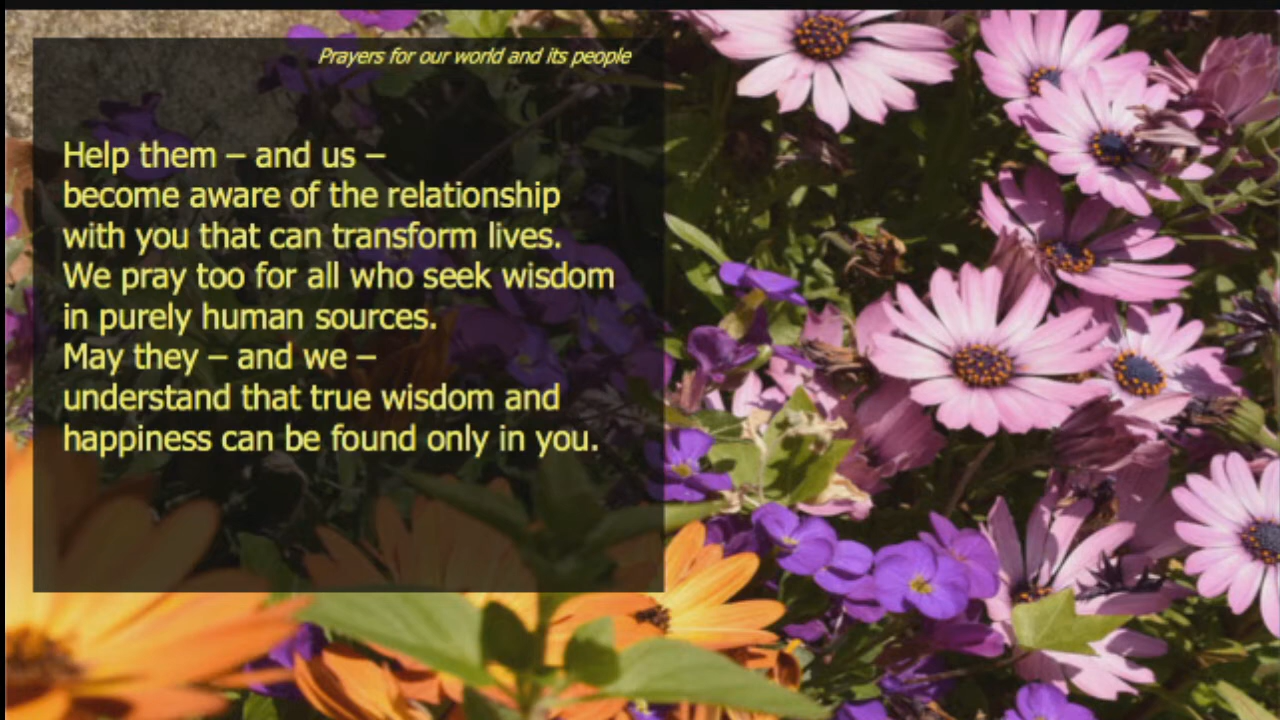 Prayers for our world and its people
Help them – and us –
become aware of the relationship
with you that can transform lives.
We pray too for all who seek wisdom
in purely human sources.
May they – and we –
understand that true wisdom and
happiness can be found only in you.